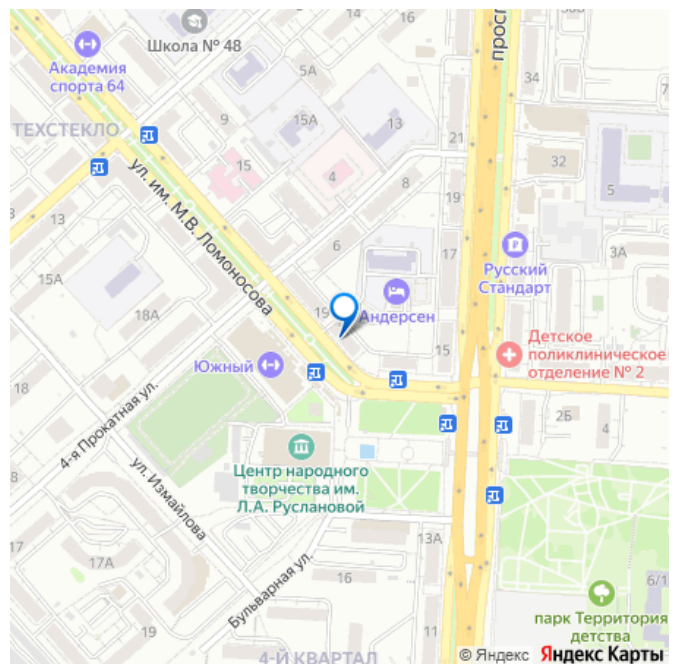 просп
38
Школа № 48
Академия
спорта 64
5А
34
ТЕХСТЕКЛО
9
15А
13
21
15
32
4
8
19
5
ул. им. М.В. Ломоносова
13
6
17
3А
Русский
Стандарт
15А
18А
19
Андерсен
Детское
поликлиническое
отделение № 2
15
Южный
18
4-я Прокатная ул.
2Б
4
Центр народного
творчества им.
Л.А. Руслановой
ул. Измайлова
13А
17
17А
16
6/1
Бульварная ул.
парк Территория
детства
19
11
4-Й КВАРТАЛ
© Яндекс Яндекс Карты